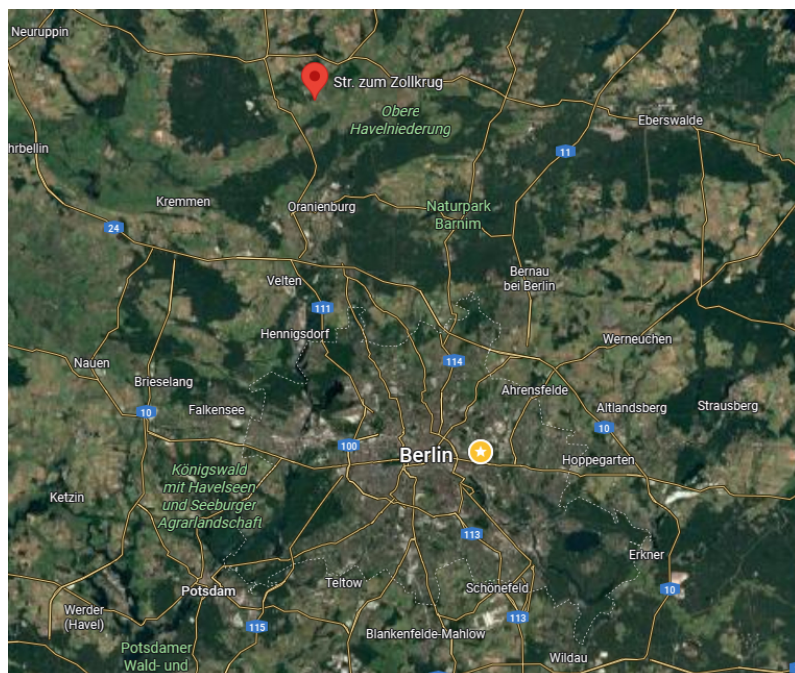 Neuruppin
Str. zum Zollkrug
Obere
Havelniederung
Eberswalde
hrbellin
11
Kremmen
Oranienburg
Naturpark
Barnim
24
Velten
Bernau
bei Berlin
111
Hennigsdorf
Werneuchen
Nauen
114
Brieselang
Ahrensfelde
10
Falkensee
Altlandsberg
Strausberg
10
100
Berlin
Hoppegarten
Königswald
mit Havelseen
und Seeburger
Agrarlandschaft
Ketzin
113
Erkner
Potsdam
Teltow
Schönefeld
10
Werder
(Havel)
113
115
Blankenfelde-Mahlow
Potsdamer
Wald- und
Wildau